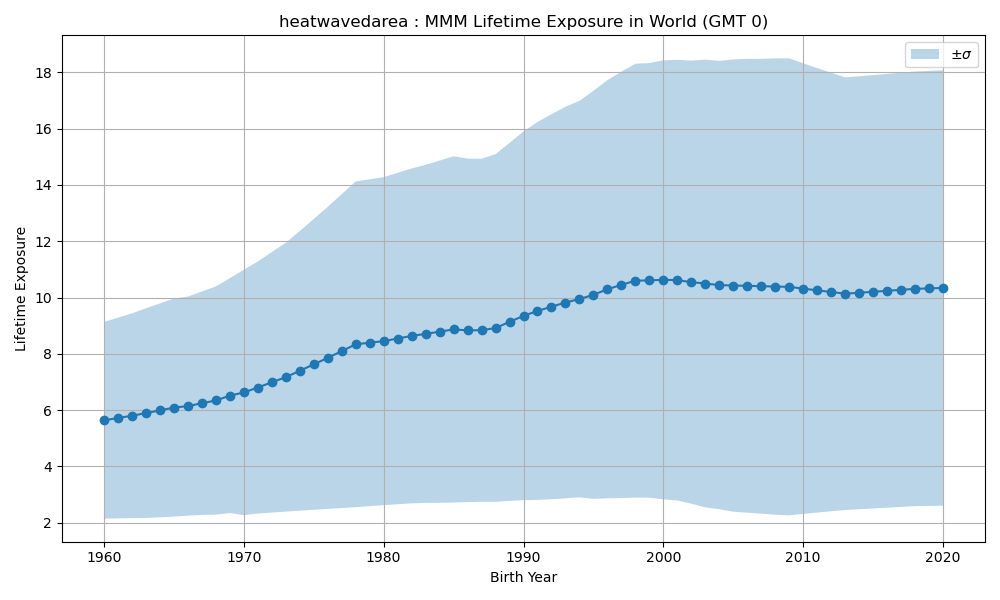 heatwavedarea : MMM Lifetime Exposure in World (GMT 0)
±σ
Lifetime Exposure
18
16
14
12
10
8
6
4
2
1960 1970 1980 1990 2000 2010 2020
Birth Year